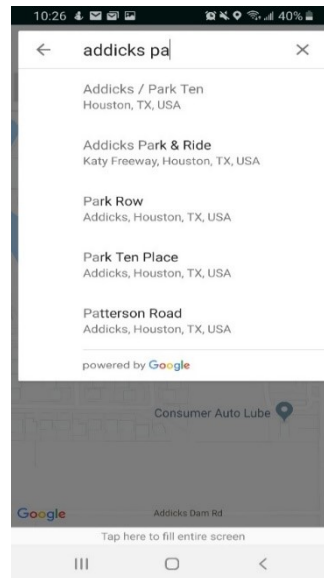 10:26
40%
addicks pa
Addicks / Park Ten
Houston, TX, USA
Addicks Park & Ride
Katy Freeway, Houston, TX, USA
Park Row
Addicks, Houston, TX, USA
Park Ten Place
Addicks, Houston, TX, USA
Patterson Road
Addicks, Houston, TX, USA
powered by Google
Consumer Auto Lube
Google
Addicks Dam Rd
Tap here to fill entire screen